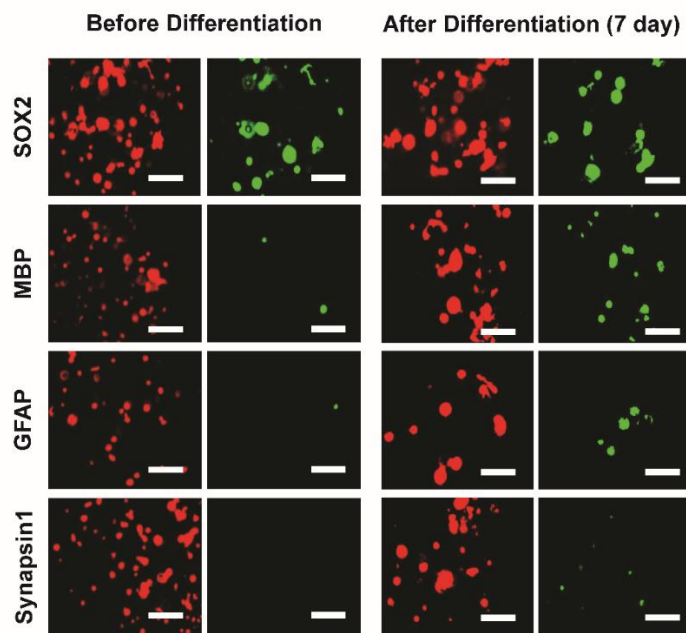 Before Differentiation
After Differentiation (7 day)
SOX2
MBP
GFAP
Synapsin1